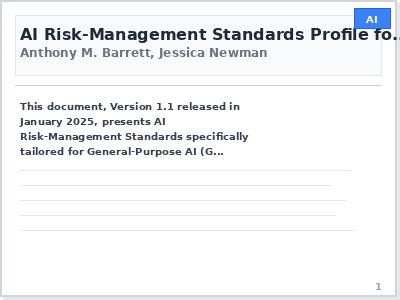 AI
AI Risk-Management Standards Profile fo...
Anthony M. Barrett, Jessica Newman
This document, Version 1.1 released in
January 2025, presents AI
Risk-Management Standards specifically
tailored for General-Purpose AI (G...
1